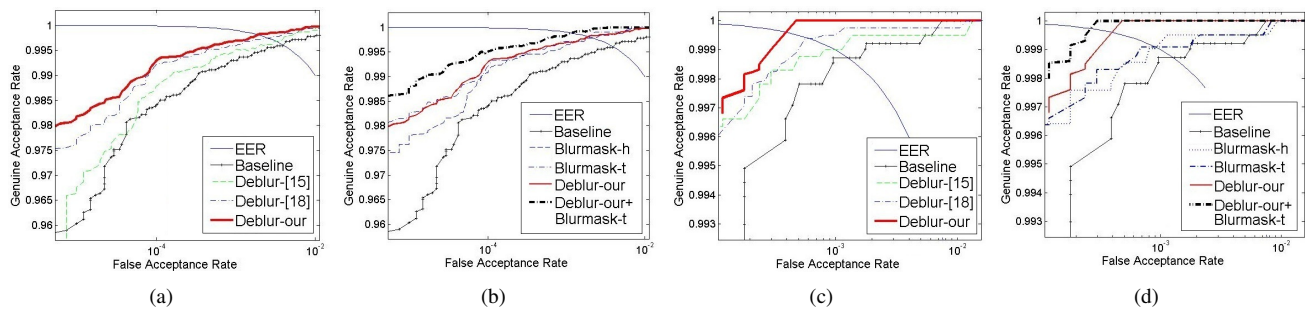 Genuine Acceptance Rate
1
0.995
0.99
0.985
0.98
0.975
0.97
0.965
0.96
EER
Baseline
Deblur-[15]
Deblur-[18]
Deblur-our
10-4
10-2
False Acceptance Rate
(a)
Genuine Acceptance Rate
1
0.995
0.99
0.985
0.98
0.975
0.97
0.965
0.96
EER
Baseline
Blurmask-h
Blurmask-t
Deblur-our
Deblur-our+
Blurmask-t
10-4
10-2
False Acceptance Rate
(b)
Genuine Acceptance Rate
1
0.999
0.998
0.997
0.996
0.995
0.994
0.993
EER
Baseline
Deblur-[15]
Deblur-[18]
Deblur-our
10-3
10-2
False Acceptance Rate
(c)
Genuine Acceptance Rate
1
0.999
0.998
0.997
0.996
0.995
0.994
0.993
EER
Baseline
Blurmask-h
Blurmask-t
Deblur-our
Deblur-our+
Blurmask-t
10-3
10-2
False Acceptance Rate
(d)